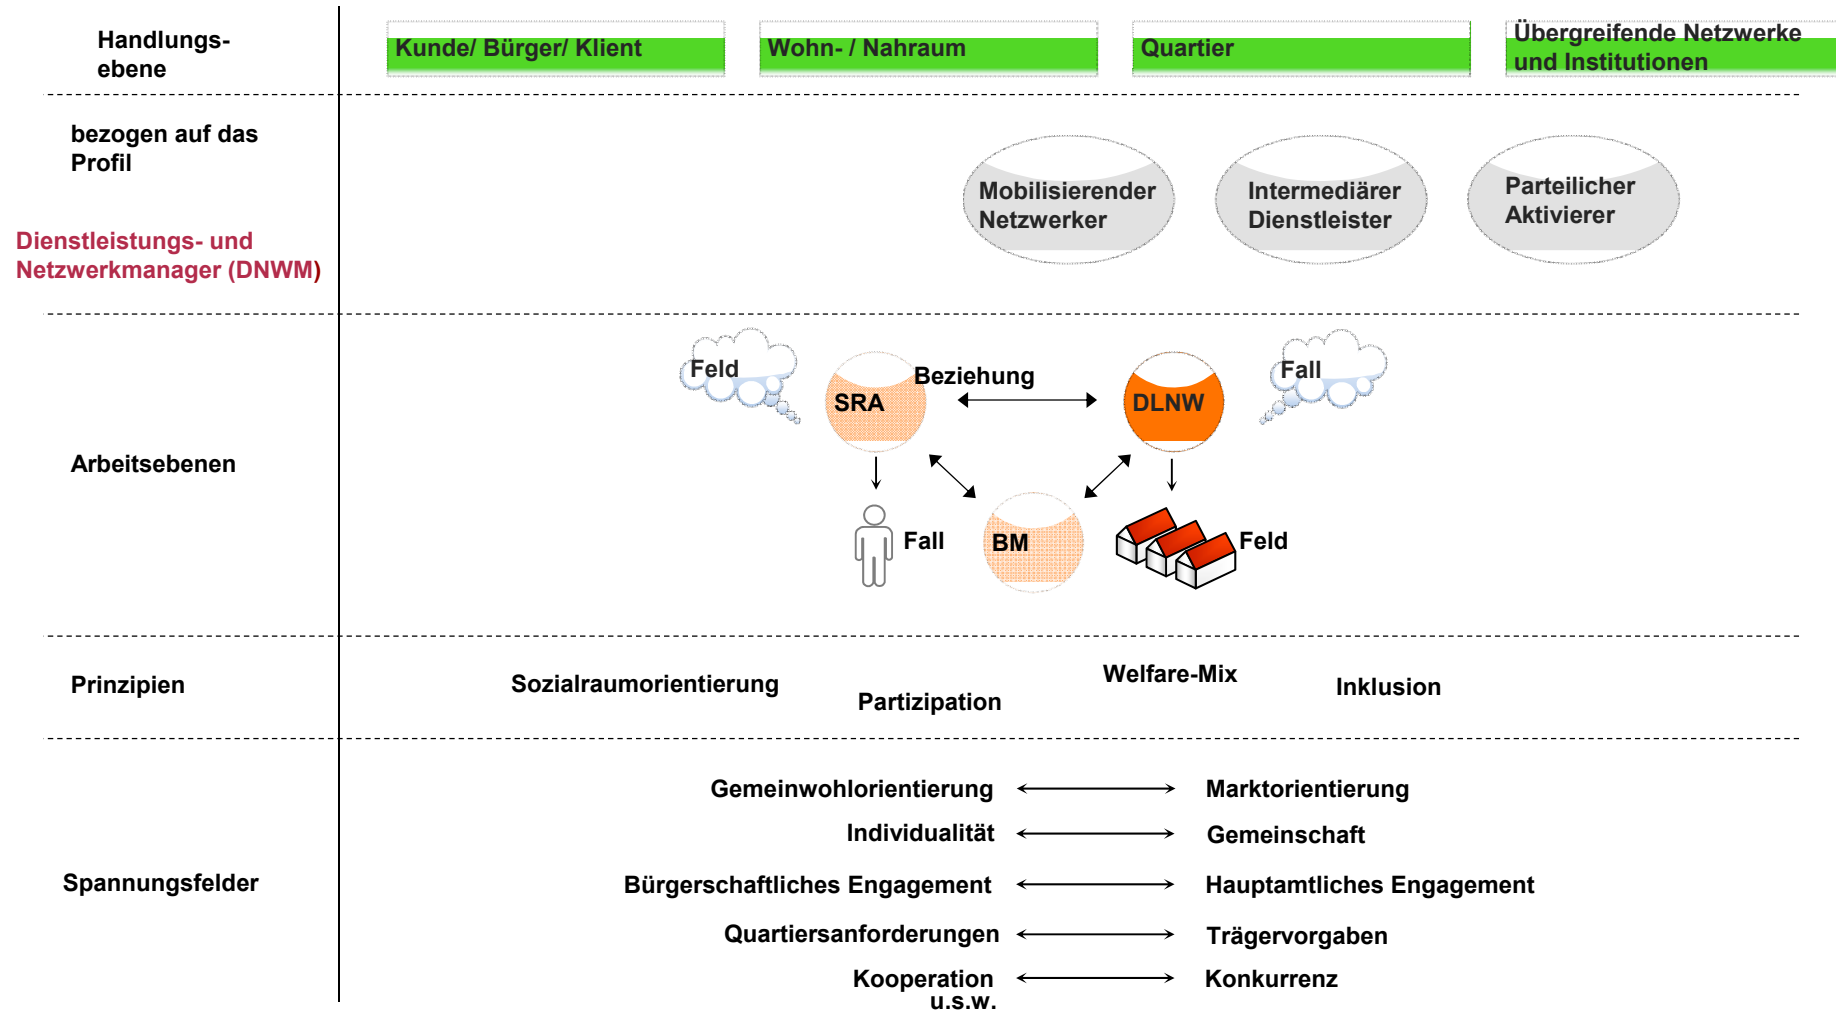 Handlungs-
ebene
Kunde/ Bürger/ Klient
Wohn- / Nahraum
Quartier
Übergreifende Netzwerke
und Institutionen
bezogen auf das
Profil
Dienstleistungs- und
Netzwerkmanager (DNWM)
Mobilisierender
Netzwerker
Intermediärer
Dienstleister
Parteilicher
Aktivierer
Arbeitsebenen
Feld
SRA
Beziehung
DLNW
Fall
Fall
BM
Feld
Prinzipien
Sozialraumorientierung
Partizipation
Welfare-Mix
Inklusion
Spannungsfelder
Gemeinwohlorientierung
Marktorientierung
Individualität
Gemeinschaft
Bürgerschaftliches Engagement
Hauptamtliches Engagement
Quartiersanforderungen
Trägervorgaben
Kooperation
Konkurrenz
u.s.w.